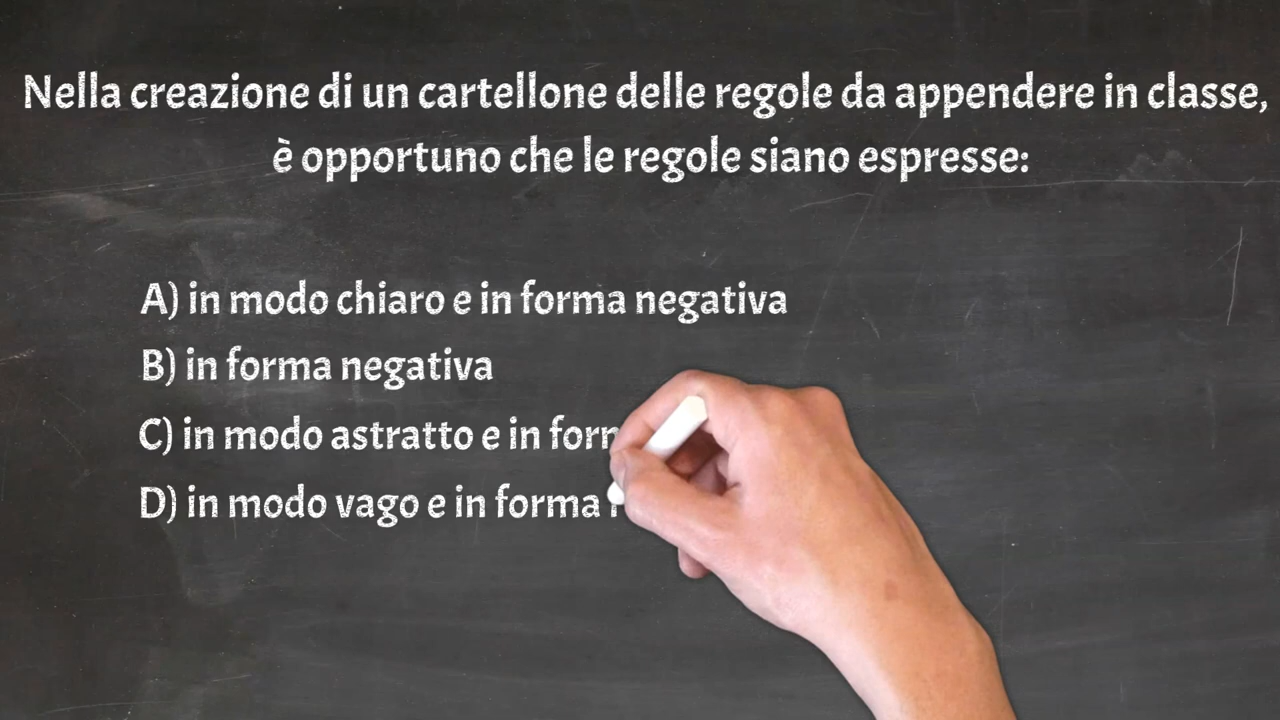 Nella creazione di un cartellone delle regole da appendere in classe,
è opportuno che le regole siano espresse:
A) in modo chiaro e in forma negativa
B) in forma negativa
C) in modo astratto e in
D) in modo vago e in forma